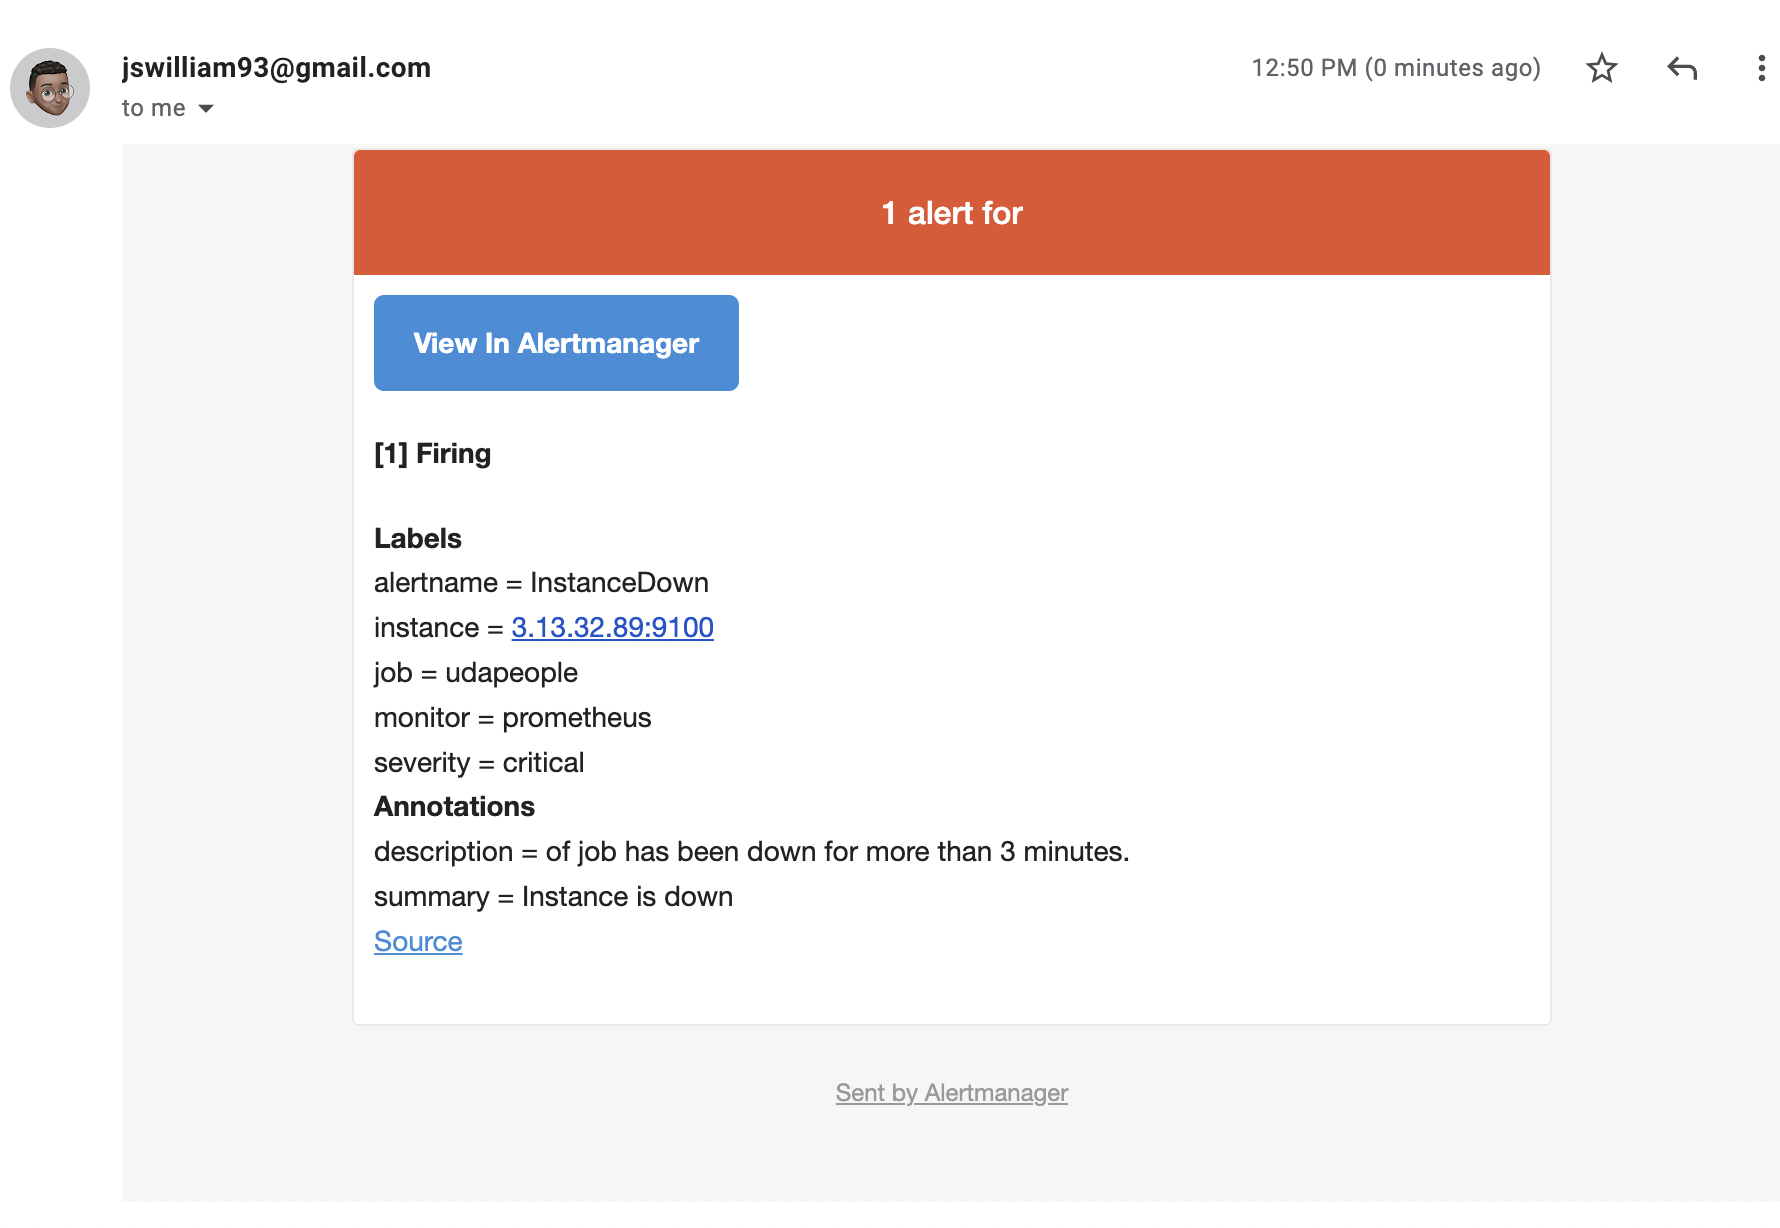 jswilliam93@gmail.com
12:50 PM (0 minutes ago)
to me
1 alert for
View In Alertmanager
[1] Firing
Labels
alertname = InstanceDown
instance = 3.13.32.89:9100
job = udapeople
monitor = prometheus
severity = critical
Annotations
description = of job has been down for more than 3 minutes.
summary = Instance is down
Source
Sent by Alertmanager